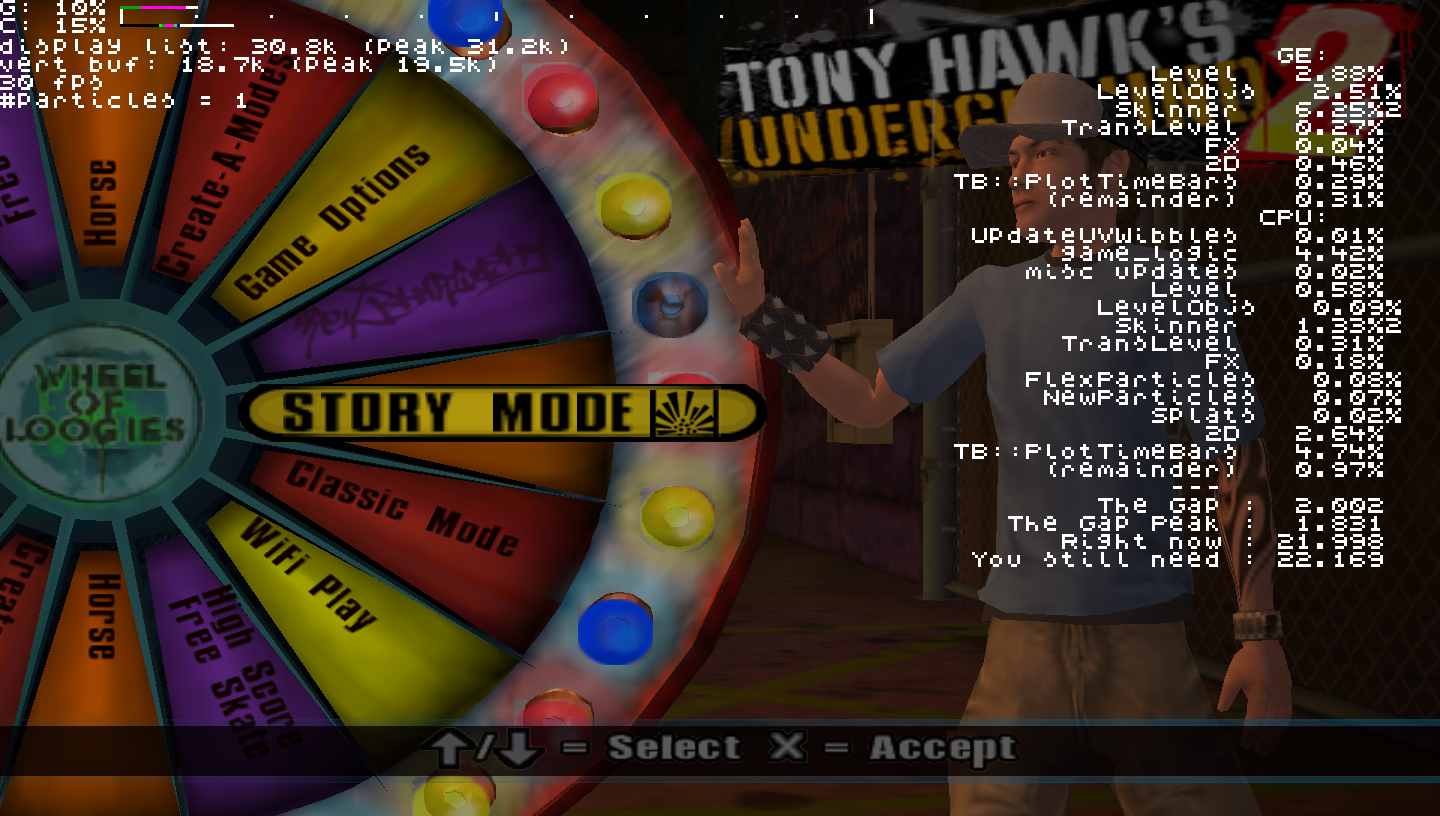 G: 10%
C: 15%
display list: 30.8k (peak 31.2k)
vert buf: 18.7k (peak 19.5k)
30 fps
#Particles = 1
TONY HAWK'S
UNDERGROUND 2
GE:
Level 2.88%
LevelObjs 2.51%
Skinner 6.25%2
TransLevel 0.27%
FX 0.04%
2D 0.45%
TB::PlotTimeBars 0.29%
(remainder) 0.31%
CPU:
UpdateUVWibbles 0.01%
game_logic 4.42%
misc updates 0.02%
Level 0.58%
LevelObjs 0.09%
Skinner 1.33%2
TransLevel 0.31%
FX 0.18%
FlexParticles 0.08%
NewParticles 0.07%
Splats 0.02%
2D 2.64%
TB::PlotTimeBars 4.74%
(remainder) 0.97%
---
The Gap : 2.002
The Gap Peak : 1.831
Right now : 21.998
You still need : 22.169
Free
Horse
Create-A-Modes
Game Options
STORY MODE
Classic Mode
WiFi Play
High Score
Free Skate
Horse
Create
WHEEL
OF
LOOGIES
/ = Select X = Accept